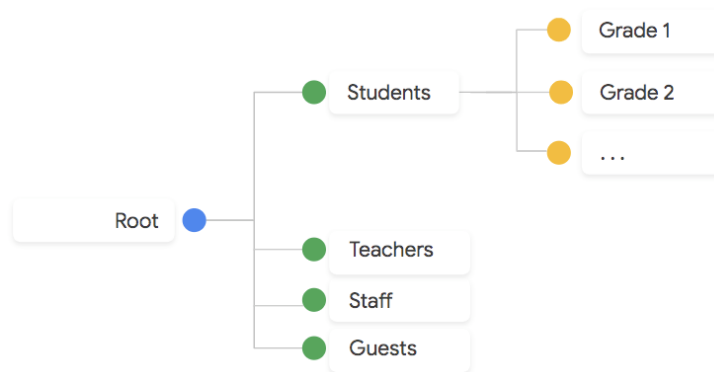 Grade 1
Students
Grade 2
...
Root
Teachers
Staff
Guests